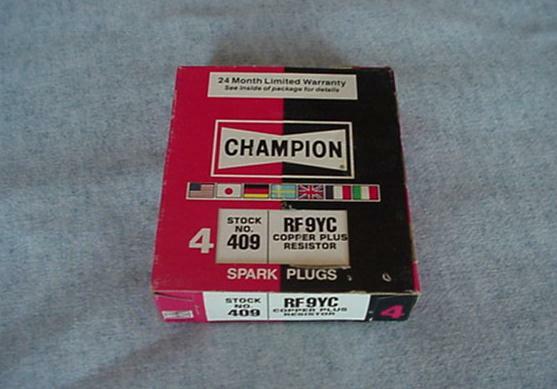 24 Month Limited Warranty
See inside of package for details
CHAMPION
4
STOCK
NO.
409
RF9YC
COPPER PLUS
RESISTOR
SPARK PLUGS
CHAMPION
STOCK
NO.
409
RF9YC
COPPER PLUS
RESISTOR
4